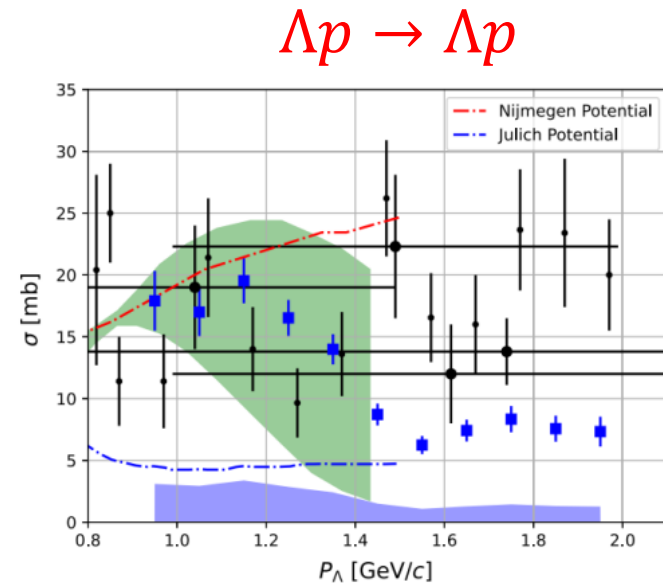 Λp → Λp
35
30
25
20
15
10
5
0
σ [mb]
Nijmegen Potential
Julich Potential
0.8 1.0 1.2 1.4 1.6 1.8 2.0
P_Λ [GeV/c]